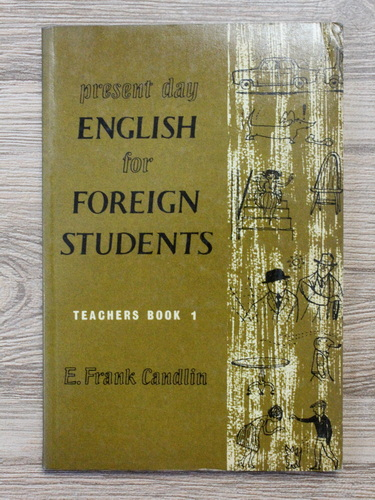 present day
ENGLISH
for
FOREIGN
STUDENTS
TEACHERS BOOK 1
E. Frank Candlin